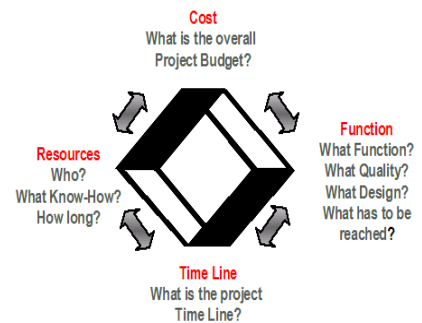 Cost
What is the overall
Project Budget?
Resources
Who?
What Know-How?
How long?
Function
What Function?
What Quality?
What Design?
What has to be
reached?
Time Line
What is the project
Time Line?